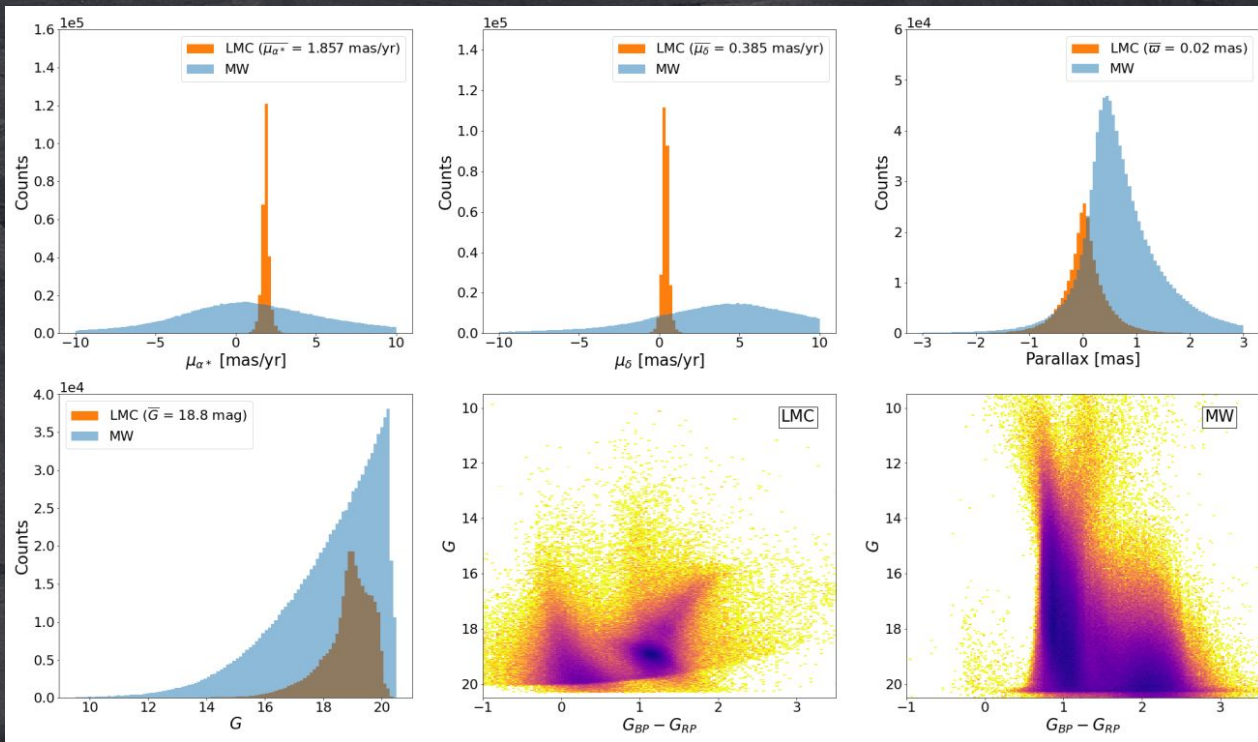 1e5
1.6
1.4
1.2
1.0
0.8
0.6
0.4
0.2
0.0
Counts
LMC (μ̅α* = 1.857 mas/yr)
MW
−10 −5 0 5 10
μα* [mas/yr]
1e5
1.4
1.2
1.0
0.8
0.6
0.4
0.2
0.0
Counts
LMC (μ̅δ = 0.385 mas/yr)
MW
−10 −5 0 5 10
μδ [mas/yr]
1e4
6
5
4
3
2
1
0
Counts
LMC (ϖ̅ = 0.02 mas)
MW
−3 −2 −1 0 1 2 3
Parallax [mas]
1e4
4.0
3.5
3.0
2.5
2.0
1.5
1.0
0.5
0.0
Counts
LMC (G̅ = 18.8 mag)
MW
10 12 14 16 18 20
G
LMC
10
12
14
16
18
20
G
−1 0 1 2 3
GBP − GRP
MW
10
12
14
16
18
20
G
−1 0 1 2 3
GBP − GRP